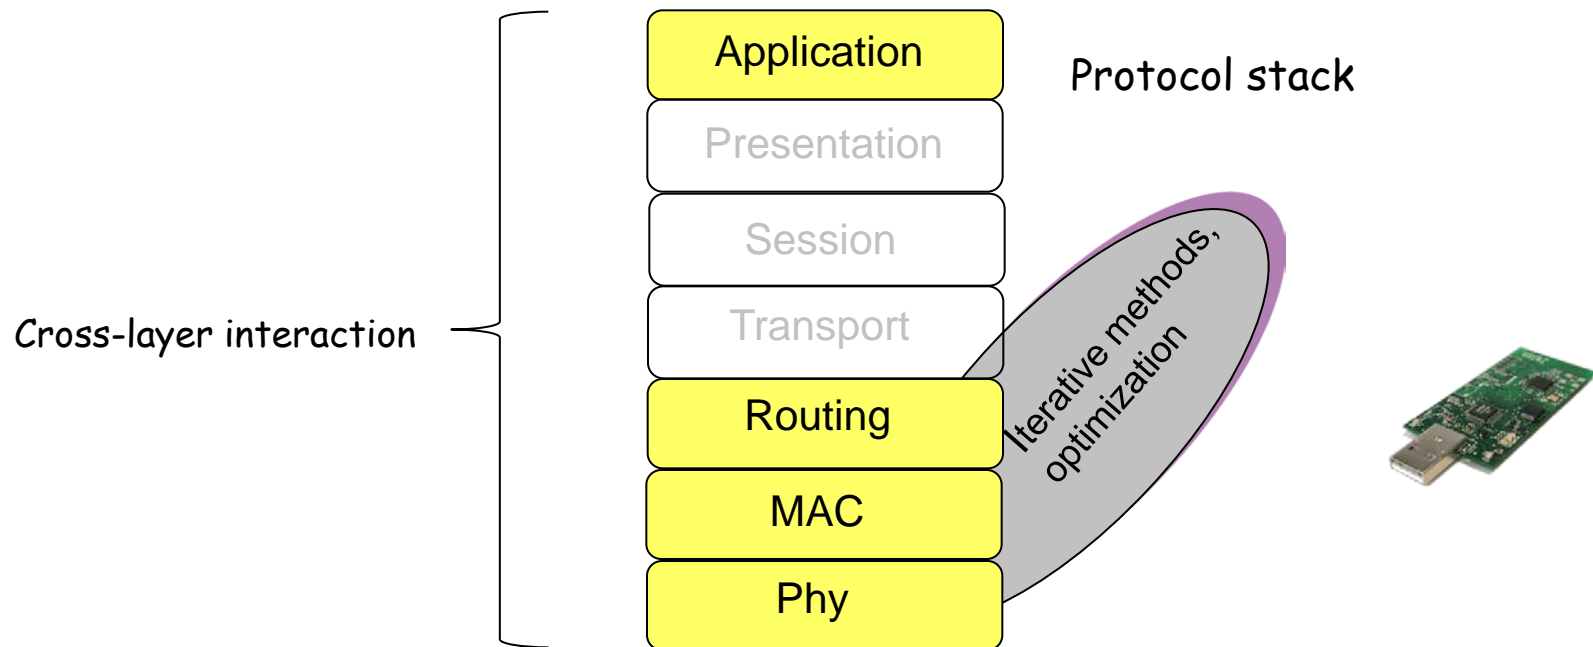 Application
Protocol stack
Presentation
Session
Cross-layer interaction
Transport
Iterative methods,
optimization
Routing
MAC
Phy